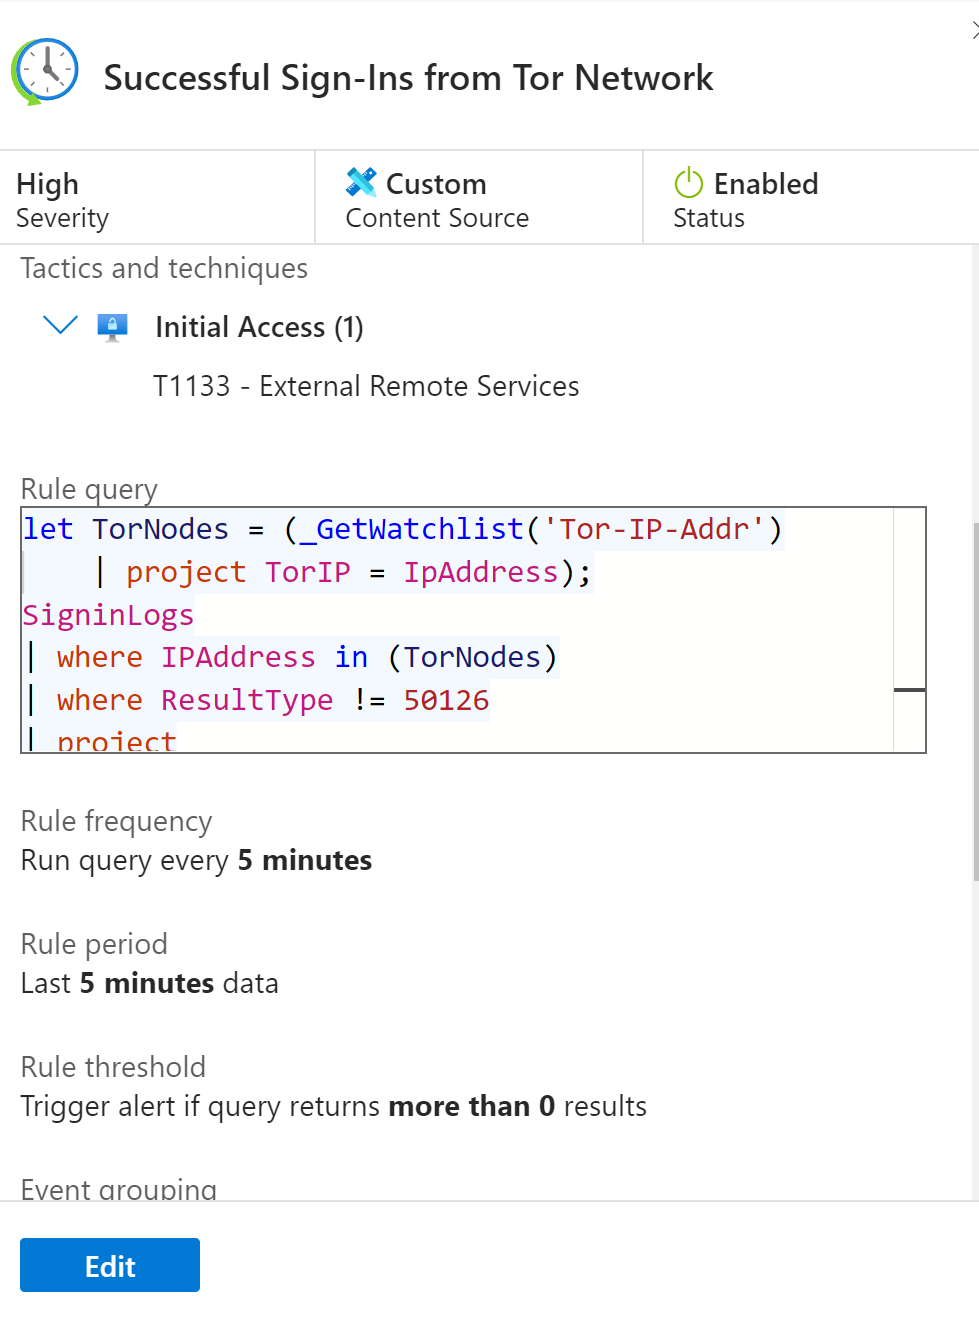 Successful Sign-Ins from Tor Network
High
Severity
Custom
Content Source
Enabled
Status
Tactics and techniques
Initial Access (1)
T1133 - External Remote Services
Rule query
let TorNodes = (_GetWatchlist('Tor-IP-Addr')
    | project TorIP = IpAddress);
SigninLogs
| where IPAddress in (TorNodes)
| where ResultType != 50126
| project
Rule frequency
Run query every 5 minutes
Rule period
Last 5 minutes data
Rule threshold
Trigger alert if query returns more than 0 results
Event grouping
Edit